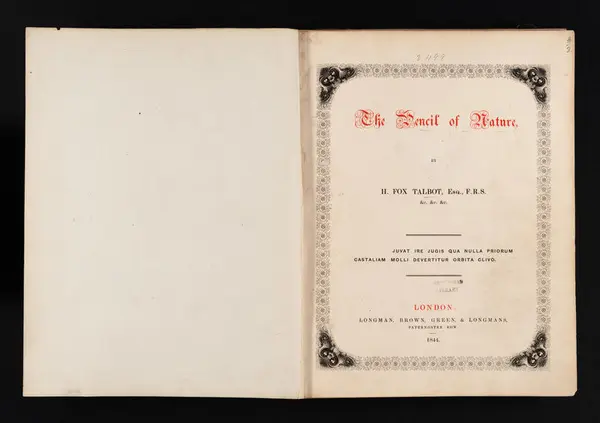 The Pencil of Nature.
BY
H. FOX TALBOT, Esq., F.R.S.
&c. &c. &c.
JUVAT IRE JUGIS QUA NULLA PRIORUM
CASTALIAM MOLLI DEVERTITUR ORBITA CLIVO.
LONDON.
LONGMAN, BROWN, GREEN, & LONGMANS,
PATERNOSTER ROW.
1844.